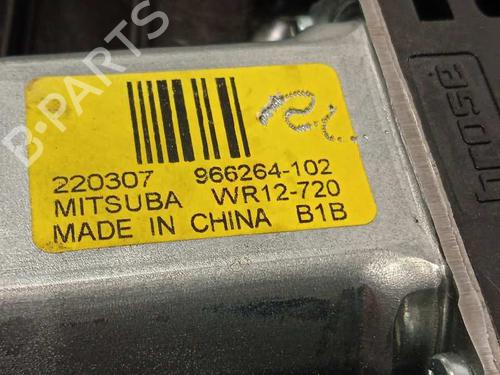 B-PARTS
220307 966264-102
MITSUBA WR12-720
MADE IN CHINA B1B
brose